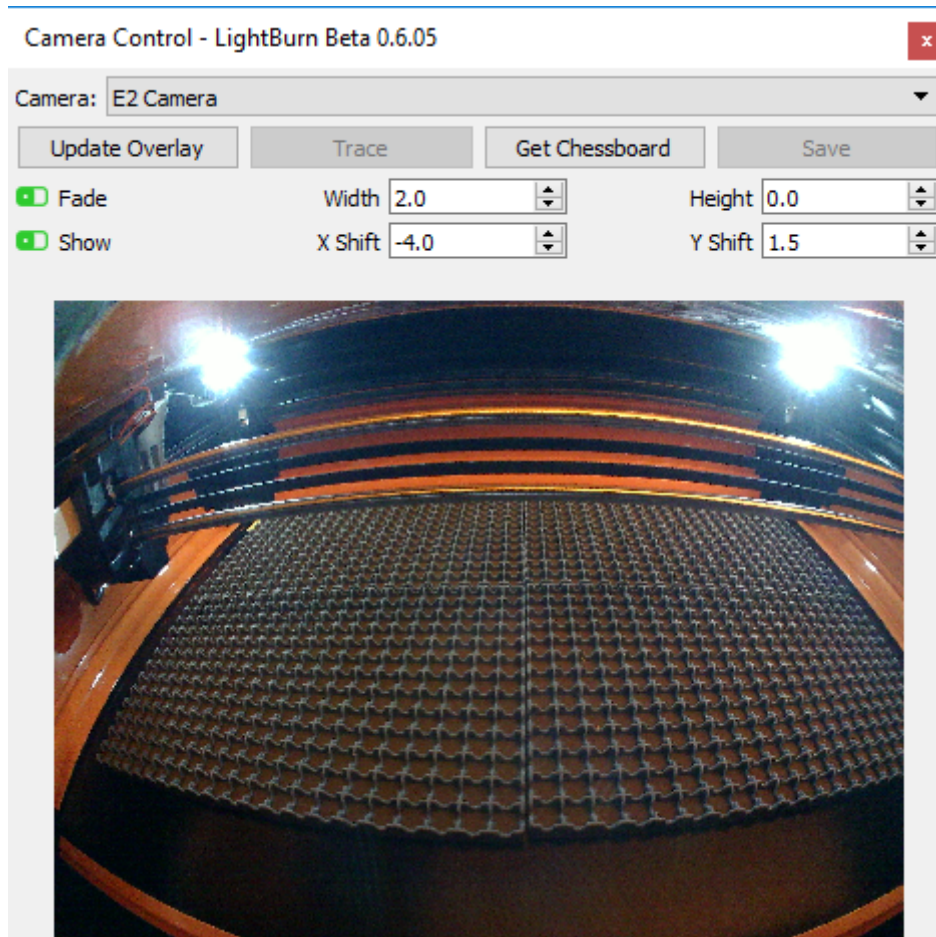 Camera Control - LightBurn Beta 0.6.05
x
Camera: E2 Camera
Update Overlay Trace Get Chessboard Save
Fade Width 2.0 Height 0.0
Show X Shift -4.0 Y Shift 1.5